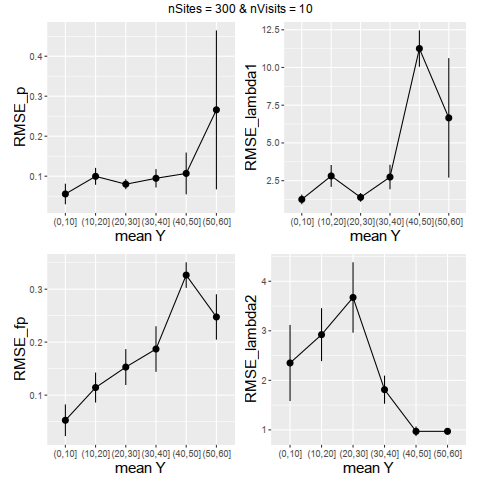 nSites = 300 & nVisits = 10
RMSE_p
0.4
0.3
0.2
0.1
(0,10] (10,20] (20,30] (30,40] (40,50] (50,60]
mean Y
RMSE_lambda1
12.5
10.0
7.5
5.0
2.5
(0,10] (10,20] (20,30] (30,40] (40,50] (50,60]
mean Y
RMSE_fp
0.3
0.2
0.1
(0,10] (10,20] (20,30] (30,40] (40,50] (50,60]
mean Y
RMSE_lambda2
4
3
2
1
(0,10] (10,20] (20,30] (30,40] (40,50] (50,60]
mean Y